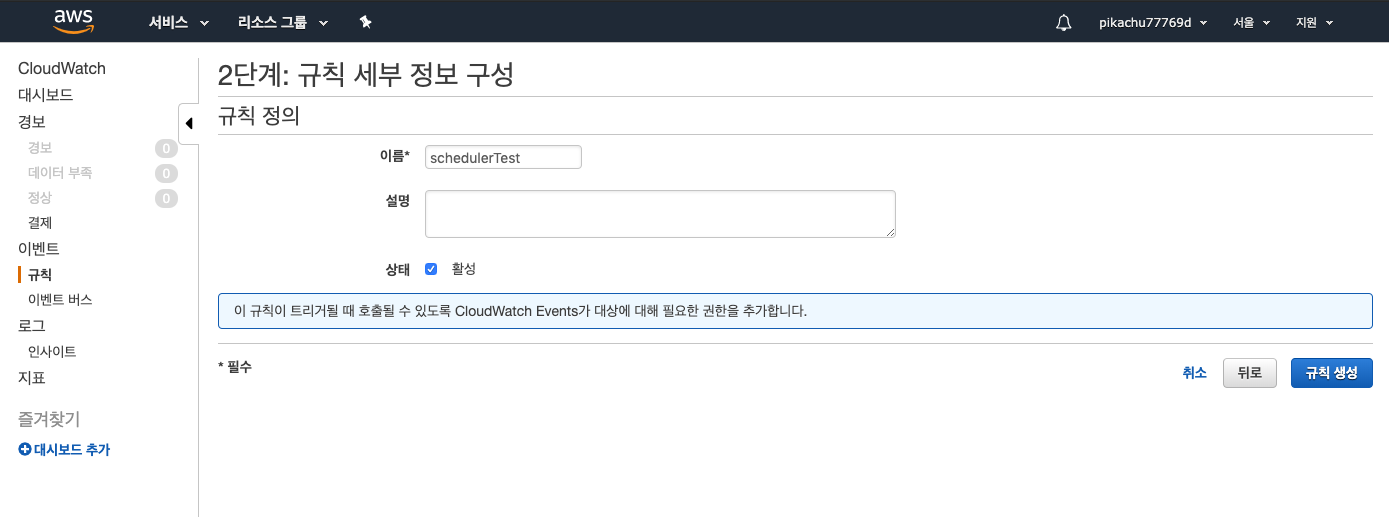 aws 서비스 리소스 그룹 pikachu77769d 서울 지원
CloudWatch
대시보드
경보
경보 0
데이터 부족 0
정상 0
결제
이벤트
규칙
이벤트 버스
로그
인사이트
지표
즐겨찾기
대시보드 추가
2단계: 규칙 세부 정보 구성
규칙 정의
이름* schedulerTest
설명
상태 활성
이 규칙이 트리거될 때 호출될 수 있도록 CloudWatch Events가 대상에 대해 필요한 권한을 추가합니다.
* 필수 취소 뒤로 규칙 생성